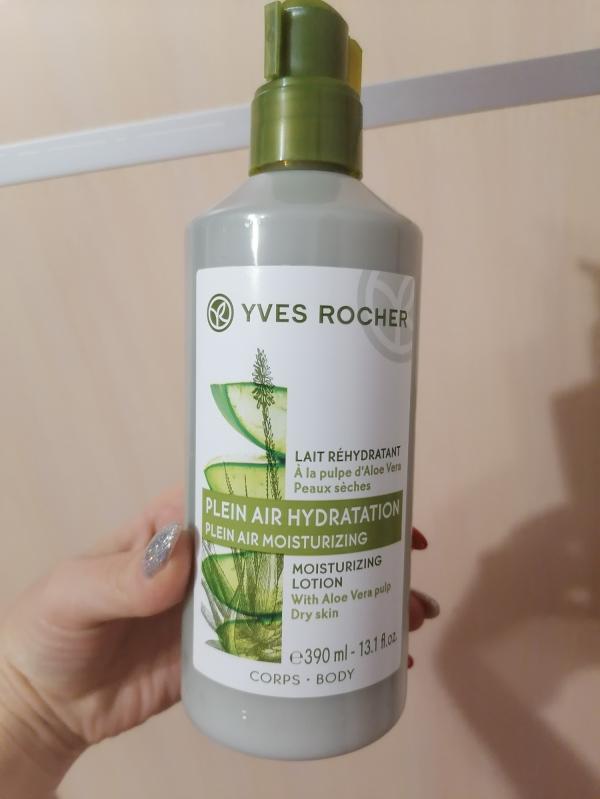 YVES ROCHER
LAIT RÉHYDRATANT
À la pulpe d'Aloe Vera
Peaux sèches
PLEIN AIR HYDRATATION
PLEIN AIR MOISTURIZING
MOISTURIZING
LOTION
With Aloe Vera pulp
Dry skin
℮390 ml - 13.1 fl.oz.
CORPS • BODY